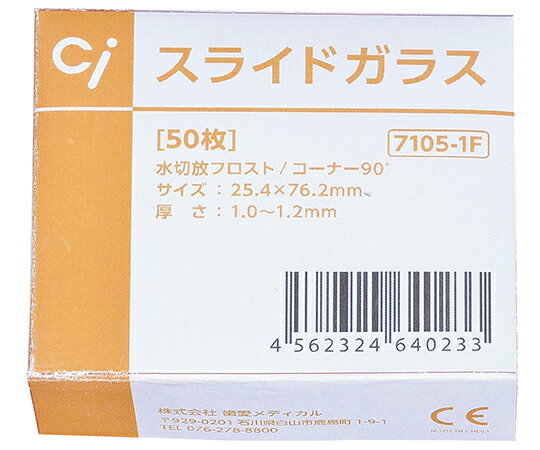 Ci スライドガラス
[50枚] 7105-1F
水切放フロスト/コーナー90°
サイズ：25.4×76.2mm
厚　さ：1.0～1.2mm
4 562324 640233
株式会社 歯愛メディカル
〒929-0201 石川県白山市鹿島町 1-9-1
TEL 076-278-8800
CE
MADE IN CHINA